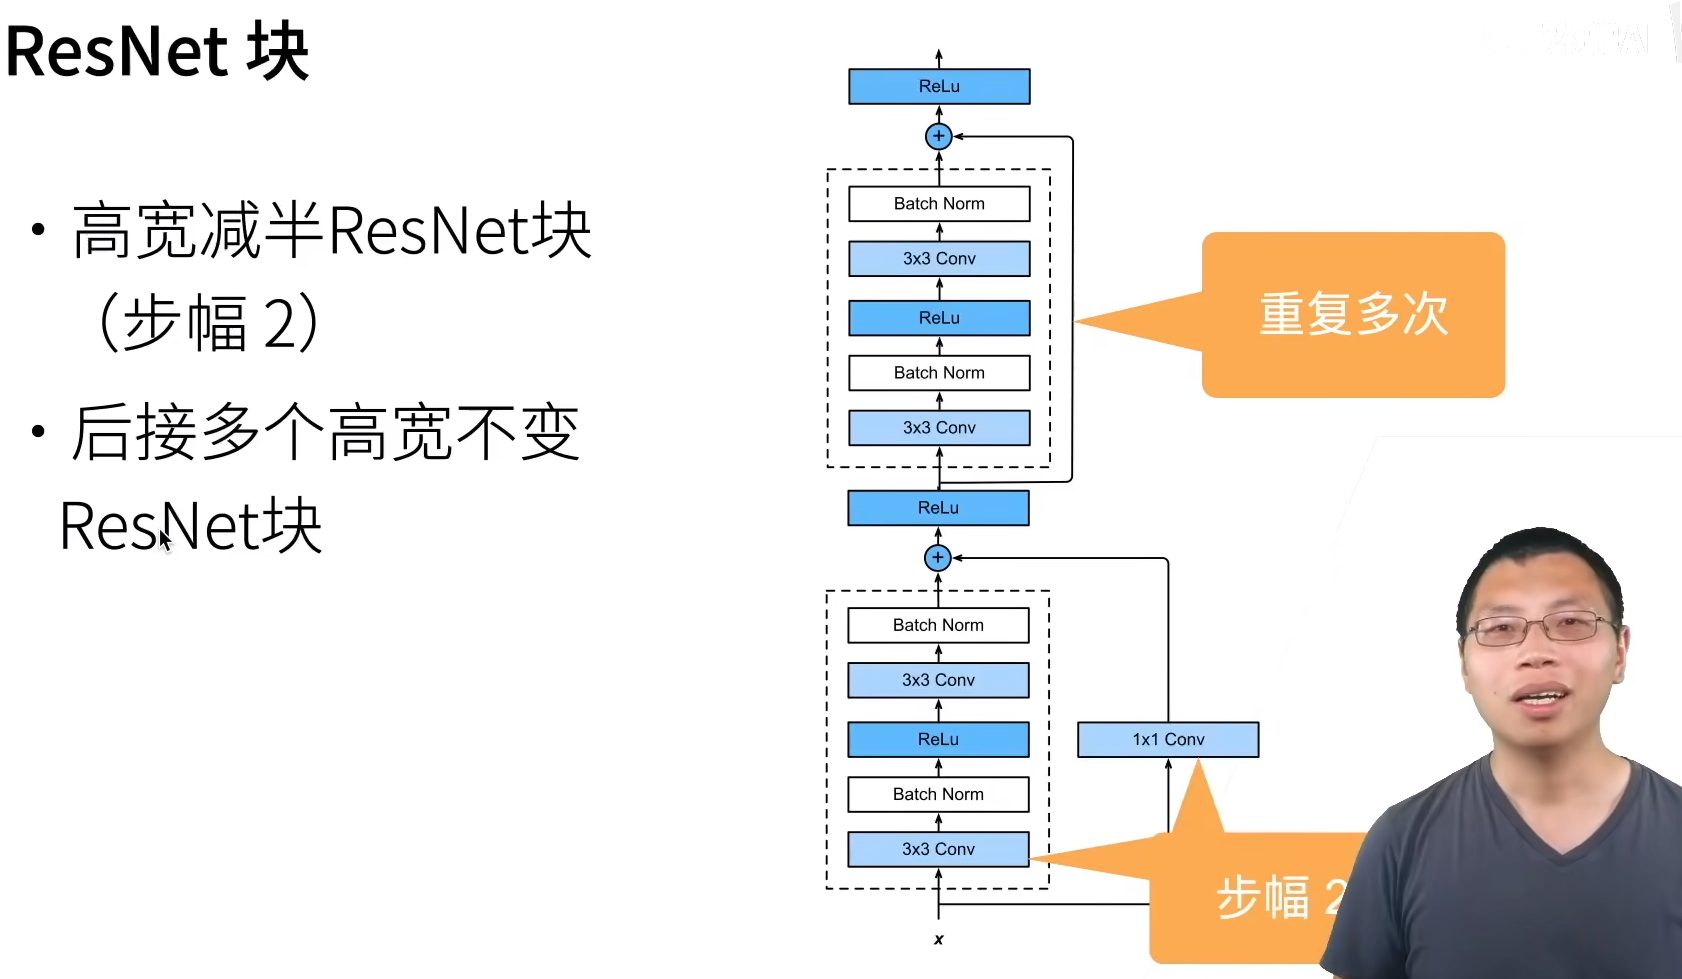 ResNet 块
• 高宽减半ResNet块
（步幅 2）
• 后接多个高宽不变
ResNet块
ReLu
+
Batch Norm
3x3 Conv
ReLu
Batch Norm
3x3 Conv
重复多次
ReLu
+
Batch Norm
3x3 Conv
ReLu
1x1 Conv
Batch Norm
3x3 Conv
步幅 2
x